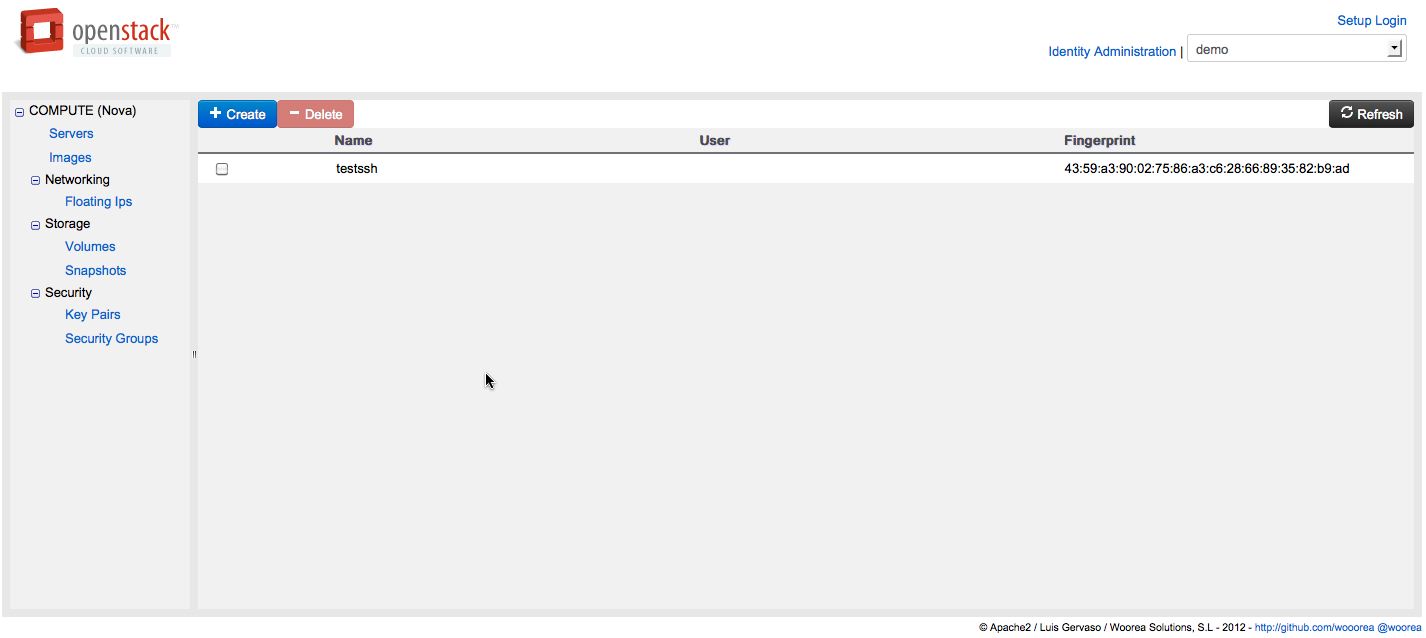 openstack™
CLOUD SOFTWARE
Setup Login
Identity Administration | demo
COMPUTE (Nova)
Servers
Images
Networking
Floating Ips
Storage
Volumes
Snapshots
Security
Key Pairs
Security Groups
+ Create
− Delete
Refresh
Name User Fingerprint
testssh 43:59:a3:90:02:75:86:a3:c6:28:66:89:35:82:b9:ad
© Apache2 / Luis Gervaso / Woorea Solutions, S.L - 2012 - http://github.com/wooorea @woorea